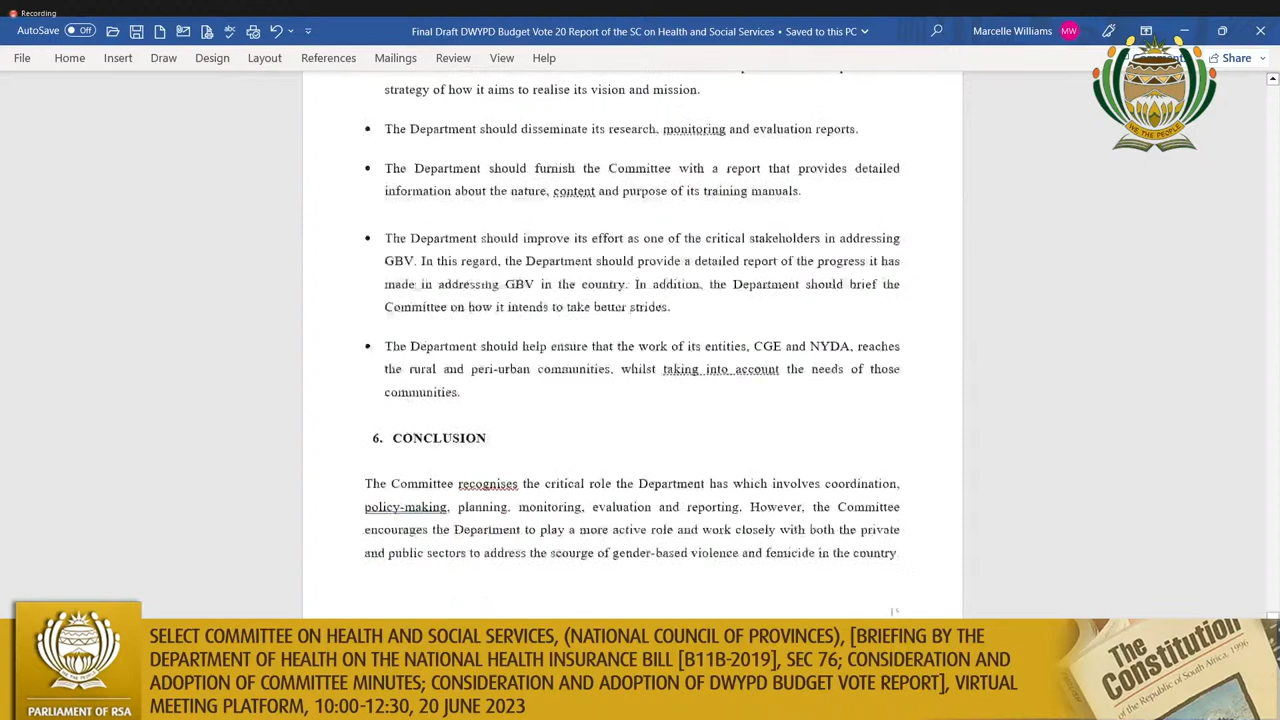 Recording
AutoSave Off
Final Draft DWYPD Budget Vote 20 Report of the SC on Health and Social Services • Saved to this PC
Marcelle Williams MW
File Home Insert Draw Design Layout References Mailings Review View Help
Comments Share
WE, THE PEOPLE
strategy of how it aims to realise its vision and mission.
• The Department should disseminate its research, monitoring and evaluation reports.
• The Department should furnish the Committee with a report that provides detailed
information about the nature, content and purpose of its training manuals.
• The Department should improve its effort as one of the critical stakeholders in addressing
GBV. In this regard, the Department should provide a detailed report of the progress it has
made in addressing GBV in the country. In addition, the Department should brief the
Committee on how it intends to take better strides.
• The Department should help ensure that the work of its entities, CGE and NYDA, reaches
the rural and peri-urban communities, whilst taking into account the needs of those
communities.
6. CONCLUSION
The Committee recognises the critical role the Department has which involves coordination,
policy-making, planning, monitoring, evaluation and reporting. However, the Committee
encourages the Department to play a more active role and work closely with both the private
and public sectors to address the scourge of gender-based violence and femicide in the country
SELECT COMMITTEE ON HEALTH AND SOCIAL SERVICES, (NATIONAL COUNCIL OF PROVINCES), [BRIEFING BY THE
DEPARTMENT OF HEALTH ON THE NATIONAL HEALTH INSURANCE BILL [B11B-2019], SEC 76; CONSIDERATION AND
ADOPTION OF COMMITTEE MINUTES; CONSIDERATION AND ADOPTION OF DWYPD BUDGET VOTE REPORT], VIRTUAL
MEETING PLATFORM, 10:00-12:30, 20 JUNE 2023
PARLIAMENT OF RSA
The
Constitution
of the Republic of South Africa, 1996